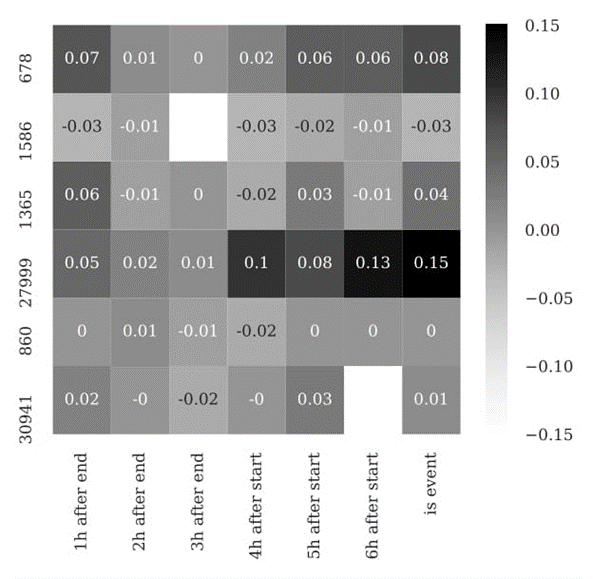 678 0.07 0.01 0 0.02 0.06 0.06 0.08
1586 -0.03 -0.01 -0.03 -0.02 -0.01 -0.03
1365 0.06 -0.01 0 -0.02 0.03 -0.01 0.04
27999 0.05 0.02 0.01 0.1 0.08 0.13 0.15
860 0 0.01 -0.01 -0.02 0 0 0
30941 0.02 -0 -0.02 -0 0.03 0.01
1h after end
2h after end
3h after end
4h after start
5h after start
6h after start
is event
0.15
0.10
0.05
0.00
−0.05
−0.10
−0.15